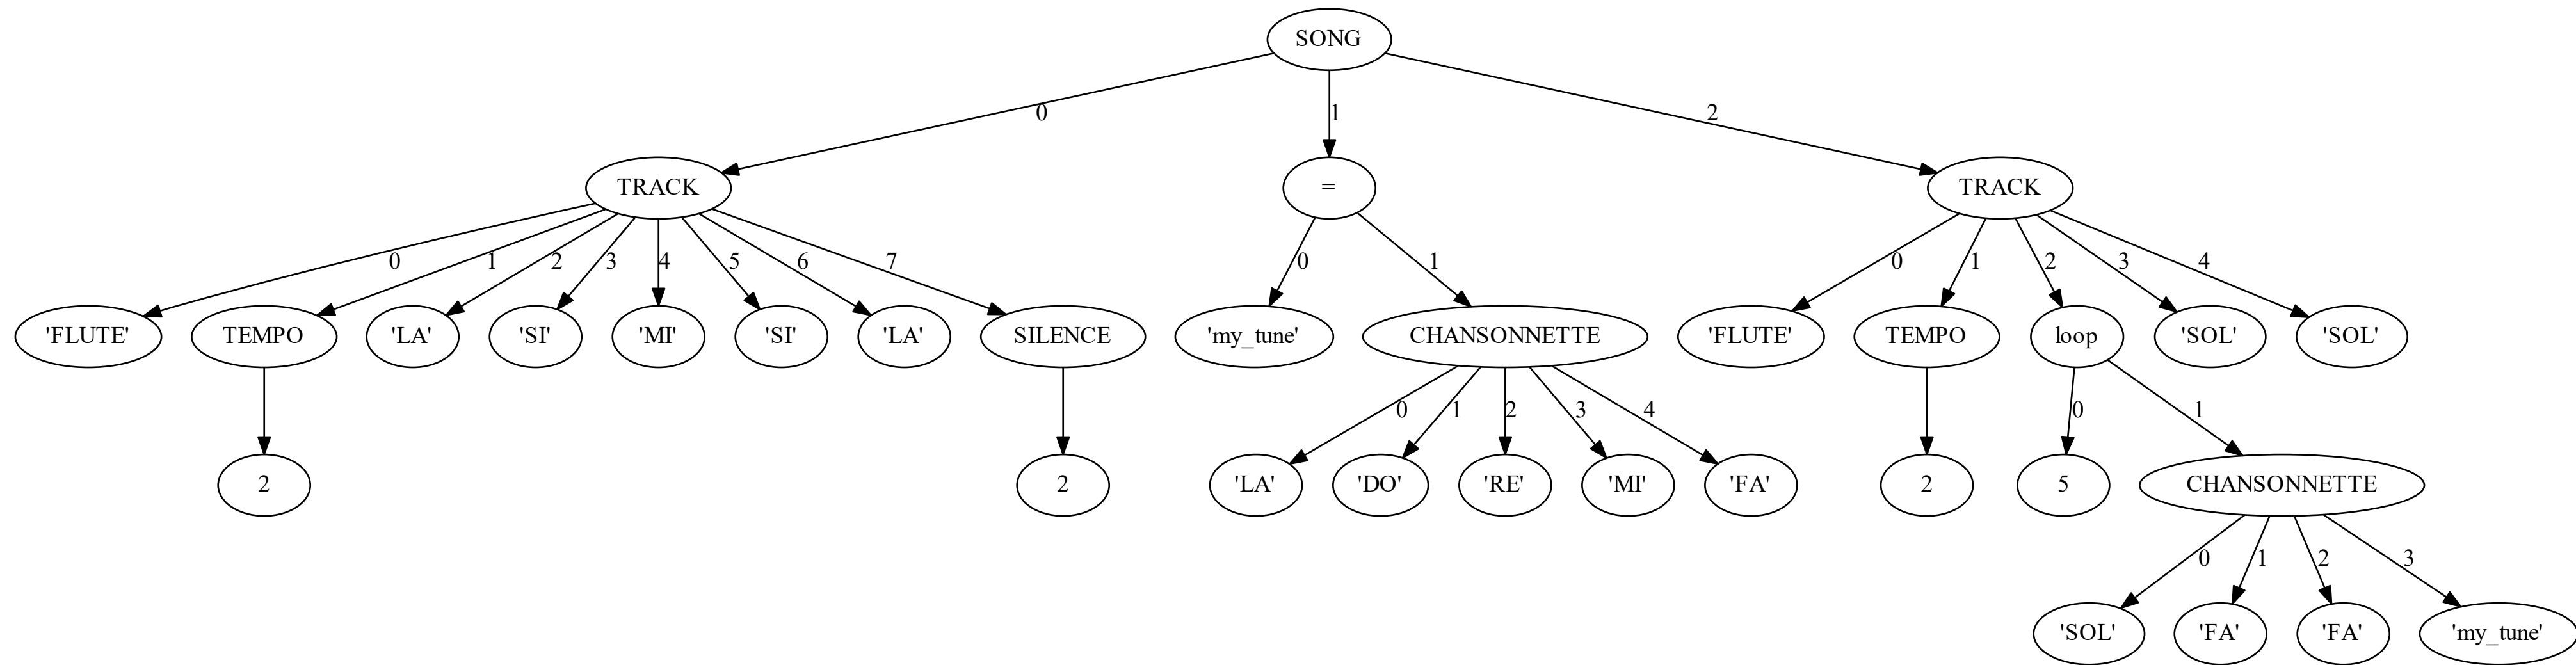 SONG
0
1
2
TRACK
=
TRACK
0
1
2
3
4
5
6
7
0
1
0
1
2
3
4
'FLUTE'
TEMPO
'LA'
'SI'
'MI'
'SI'
'LA'
SILENCE
'my_tune'
CHANSONNETTE
'FLUTE'
TEMPO
loop
'SOL'
'SOL'
0
1
2
3
4
0
1
2
2
'LA'
'DO'
'RE'
'MI'
'FA'
2
5
CHANSONNETTE
0
1
2
3
'SOL'
'FA'
'FA'
'my_tune'